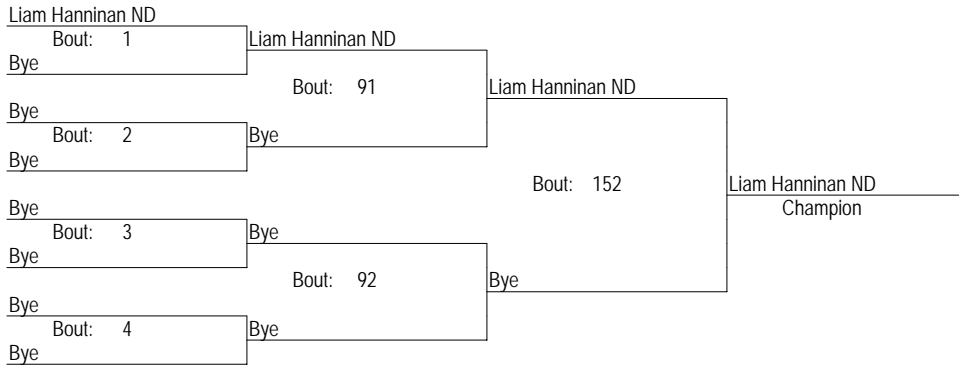 Liam Hanninan ND
Bout: 1
Liam Hanninan ND
Bye
Bout: 91
Liam Hanninan ND
Bye
Bout: 2
Bye
Bye
Bout: 152
Liam Hanninan ND
Bye
Champion
Bout: 3
Bye
Bye
Bout: 92
Bye
Bye
Bout: 4
Bye
Bye